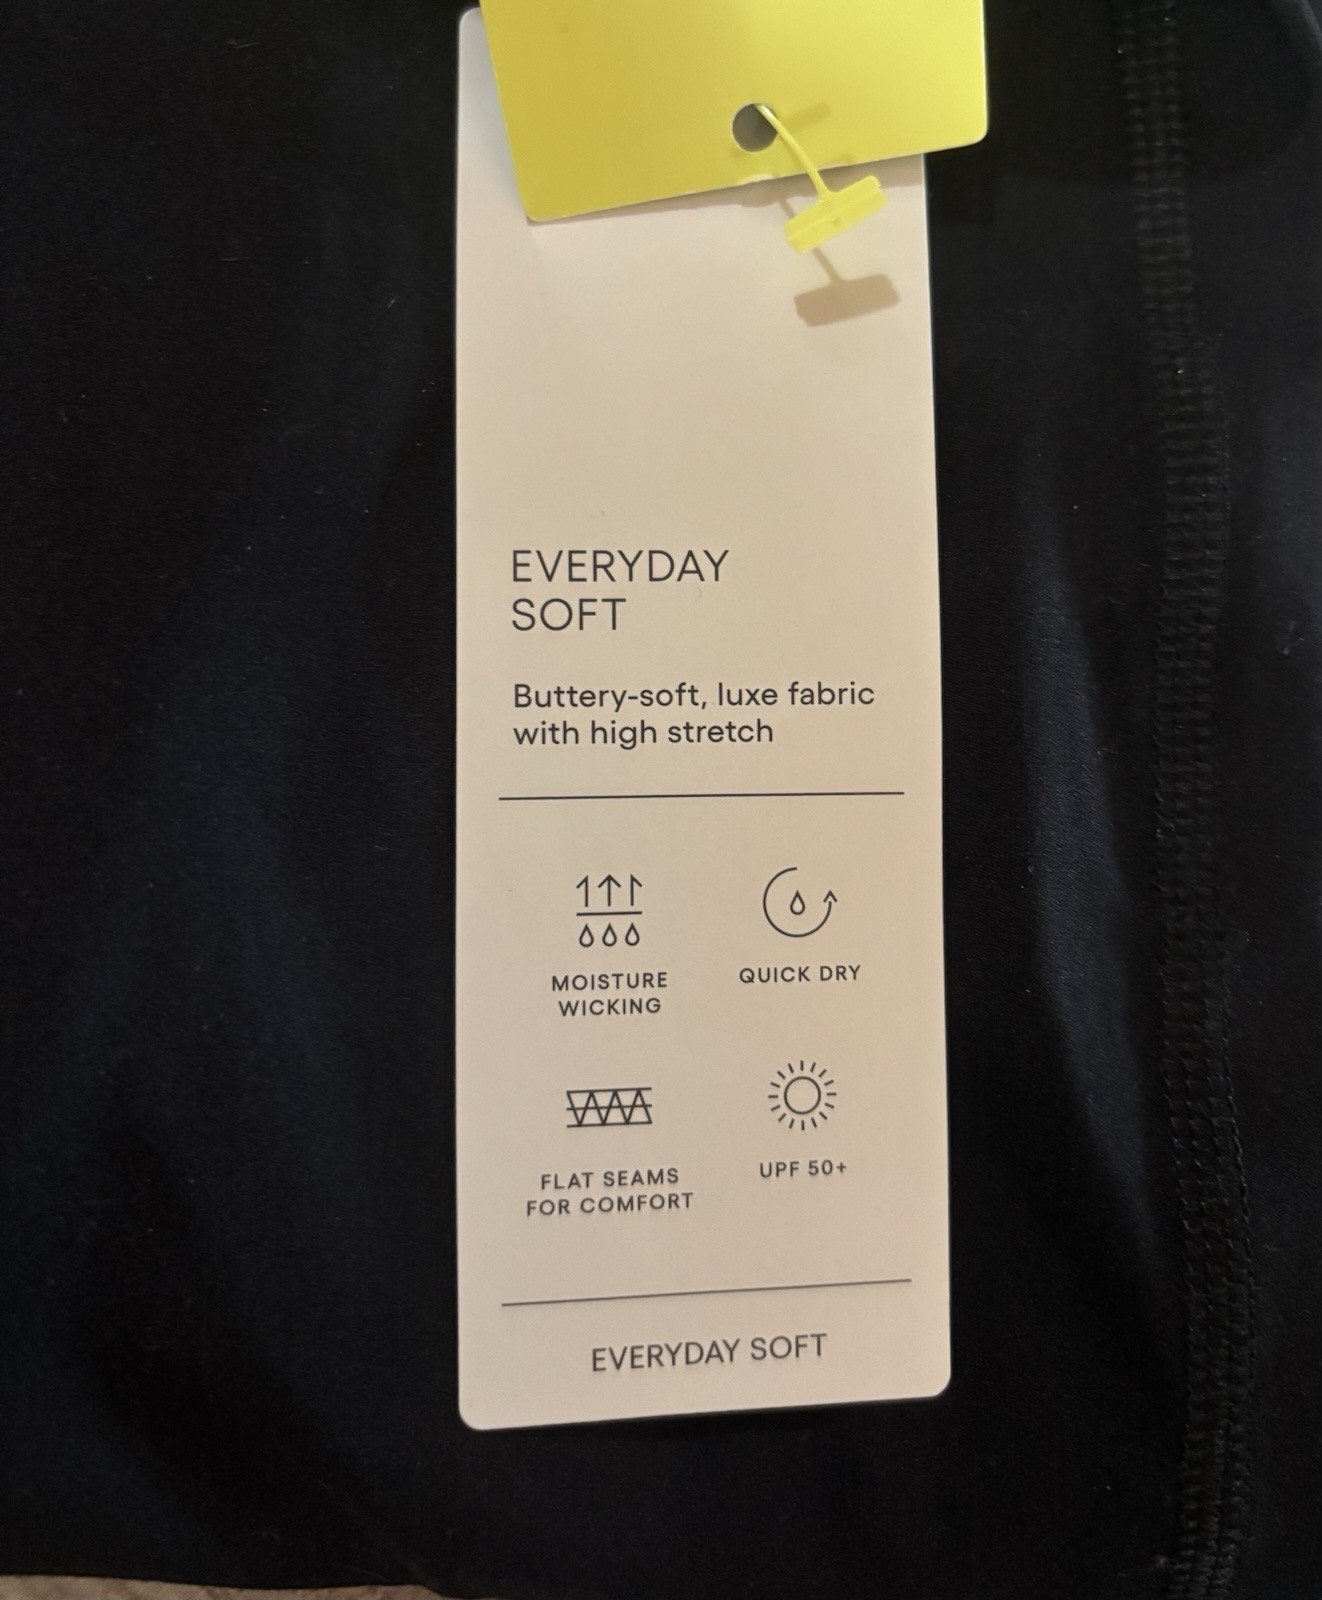 EVERYDAY
SOFT
Buttery-soft, luxe fabric
with high stretch
MOISTURE
WICKING
QUICK DRY
FLAT SEAMS
FOR COMFORT
UPF 50+
EVERYDAY SOFT